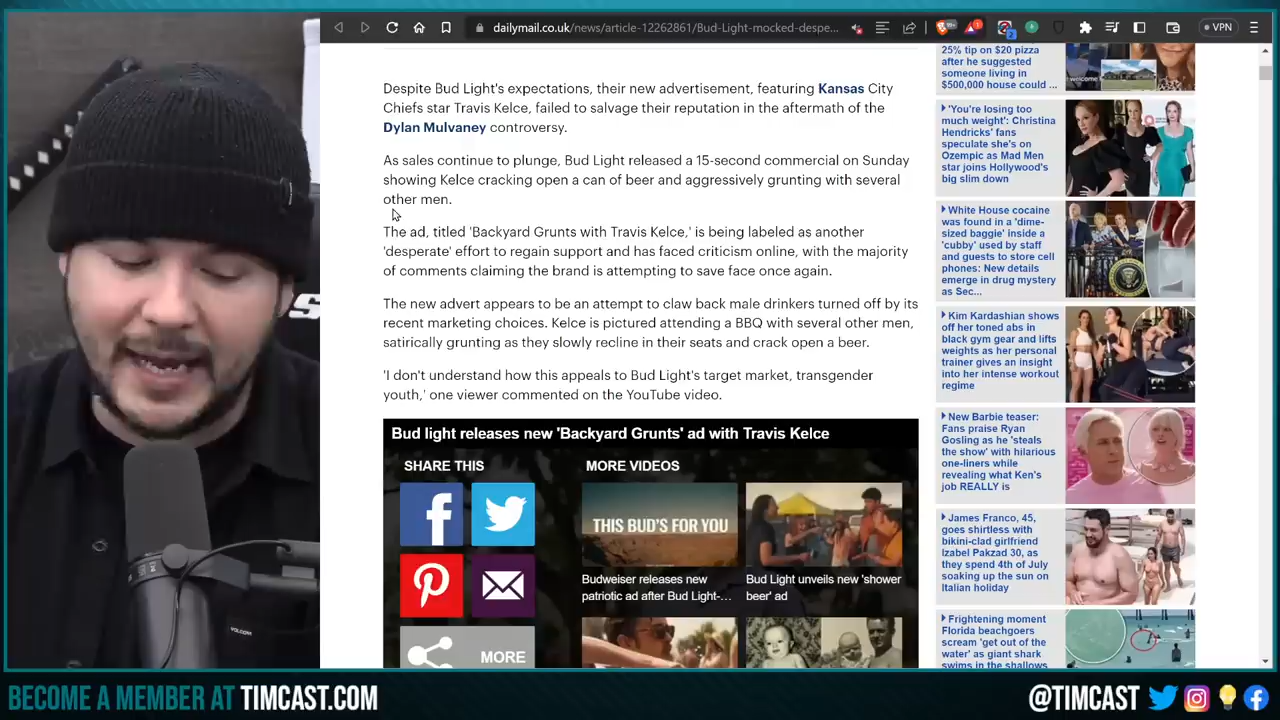 dailymail.co.uk/news/article-12262861/Bud-Light-mocked-despe...
99+
1
2
VPN
Despite Bud Light's expectations, their new advertisement, featuring Kansas City
Chiefs star Travis Kelce, failed to salvage their reputation in the aftermath of the
Dylan Mulvaney controversy.
As sales continue to plunge, Bud Light released a 15-second commercial on Sunday
showing Kelce cracking open a can of beer and aggressively grunting with several
other men.
The ad, titled 'Backyard Grunts with Travis Kelce,' is being labeled as another
'desperate' effort to regain support and has faced criticism online, with the majority
of comments claiming the brand is attempting to save face once again.
The new advert appears to be an attempt to claw back male drinkers turned off by its
recent marketing choices. Kelce is pictured attending a BBQ with several other men,
satirically grunting as they slowly recline in their seats and crack open a beer.
'I don't understand how this appeals to Bud Light's target market, transgender
youth,' one viewer commented on the YouTube video.
Bud light releases new 'Backyard Grunts' ad with Travis Kelce
SHARE THIS
MORE VIDEOS
THIS BUD'S FOR YOU
Budweiser releases new
patriotic ad after Bud Light-...
Bud Light unveils new 'shower
beer' ad
MORE
25% tip on $20 pizza
after he suggested
someone living in
$500,000 house could ...
welcome
'You're losing too
much weight': Christina
Hendricks' fans
speculate she's on
Ozempic as Mad Men
star joins Hollywood's
big slim down
White House cocaine
was found in a 'dime-
sized baggie' inside a
'cubby' used by staff
and guests to store cell
phones: New details
emerge in drug mystery
as Sec...
Kim Kardashian shows
off her toned abs in
black gym gear and lifts
weights as her personal
trainer gives an insight
into her intense workout
regime
New Barbie teaser:
Fans praise Ryan
Gosling as he 'steals
the show' with hilarious
one-liners while
revealing what Ken's
job REALLY is
James Franco, 45,
goes shirtless with
bikini-clad girlfriend
Izabel Pakzad 30, as
they spend 4th of July
soaking up the sun on
Italian holiday
Frightening moment
Florida beachgoers
scream 'get out of the
water' as giant shark
swims in the shallows
VOLCOM
BECOME A MEMBER AT TIMCAST.COM
@TIMCAST